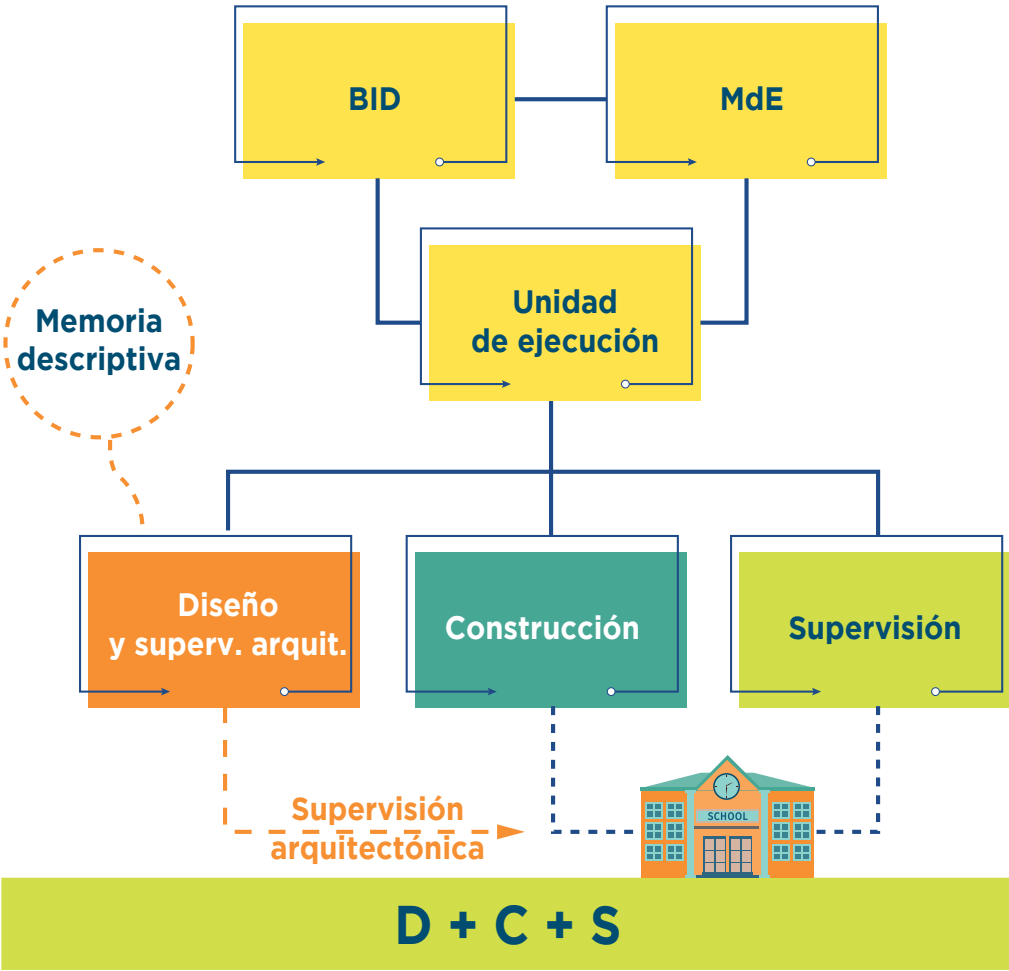 BID
MdE
Unidad
de ejecución
Memoria
descriptiva
Diseño
y superv. arquit.
Construcción
Supervisión
Supervisión
arquitectónica
SCHOOL
D + C + S